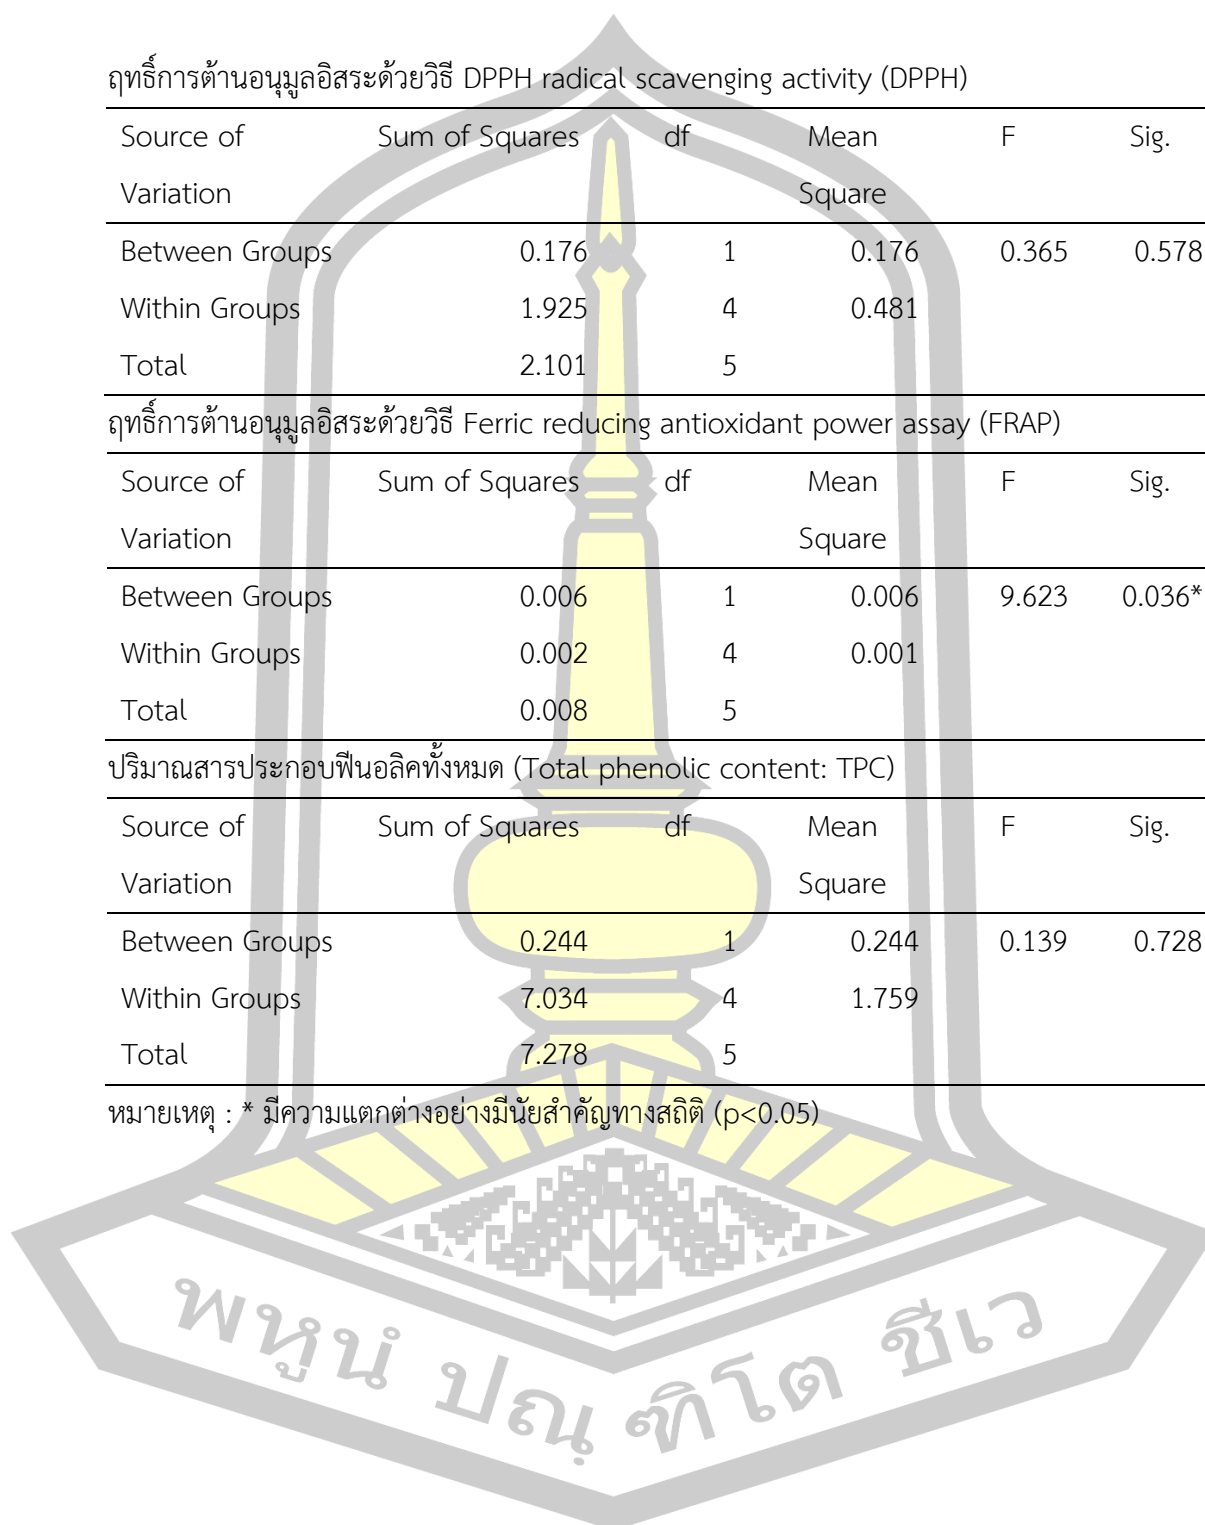 ฤทธิ์การต้านอนุมูลอิสระด้วยวิธี DPPH radical scavenging activity (DPPH)
Source of Sum of Squares df Mean F Sig.
Variation Square
Between Groups 0.176 1 0.176 0.365 0.578
Within Groups 1.925 4 0.481
Total 2.101 5
ฤทธิ์การต้านอนุมูลอิสระด้วยวิธี Ferric reducing antioxidant power assay (FRAP)
Source of Sum of Squares df Mean F Sig.
Variation Square
Between Groups 0.006 1 0.006 9.623 0.036*
Within Groups 0.002 4 0.001
Total 0.008 5
ปริมาณสารประกอบฟีนอลิคทั้งหมด (Total phenolic content: TPC)
Source of Sum of Squares df Mean F Sig.
Variation Square
Between Groups 0.244 1 0.244 0.139 0.728
Within Groups 7.034 4 1.759
Total 7.278 5
หมายเหตุ : * มีความแตกต่างอย่างมีนัยสำคัญทางสถิติ (p<0.05)
พหูนํ ปณฺฑิโต ชีเว